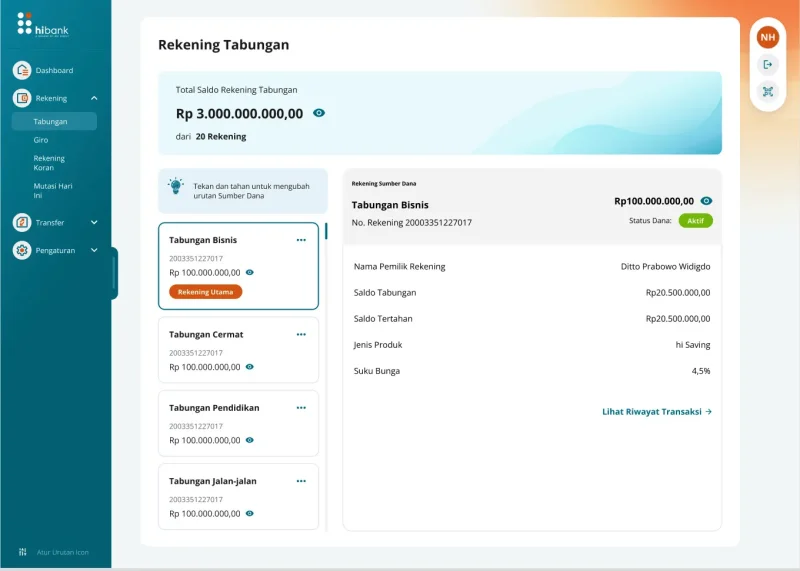 hibank
Dashboard
Rekening
Tabungan
Giro
Rekening
Koran
Mutasi Hari
Ini
Transfer
Pengaturan
Atur Urutan Icon
Rekening Tabungan
Total Saldo Rekening Tabungan
Rp 3.000.000.000,00
dari 20 Rekening
Tekan dan tahan untuk mengubah
urutan Sumber Dana
Tabungan Bisnis
2003351227017
Rp 100.000.000,00
Rekening Utama
Tabungan Cermat
2003351227017
Rp 100.000.000,00
Tabungan Pendidikan
2003351227017
Rp 100.000.000,00
Tabungan Jalan-jalan
2003351227017
Rp 100.000.000,00
Rekening Sumber Dana
Tabungan Bisnis
Rp100.000.000,00
No. Rekening 20003351227017
Status Dana: Aktif
Nama Pemilik Rekening Ditto Prabowo Widigdo
Saldo Tabungan Rp20.500.000,00
Saldo Tertahan Rp20.500.000,00
Jenis Produk hi Saving
Suku Bunga 4,5%
Lihat Riwayat Transaksi →
NH